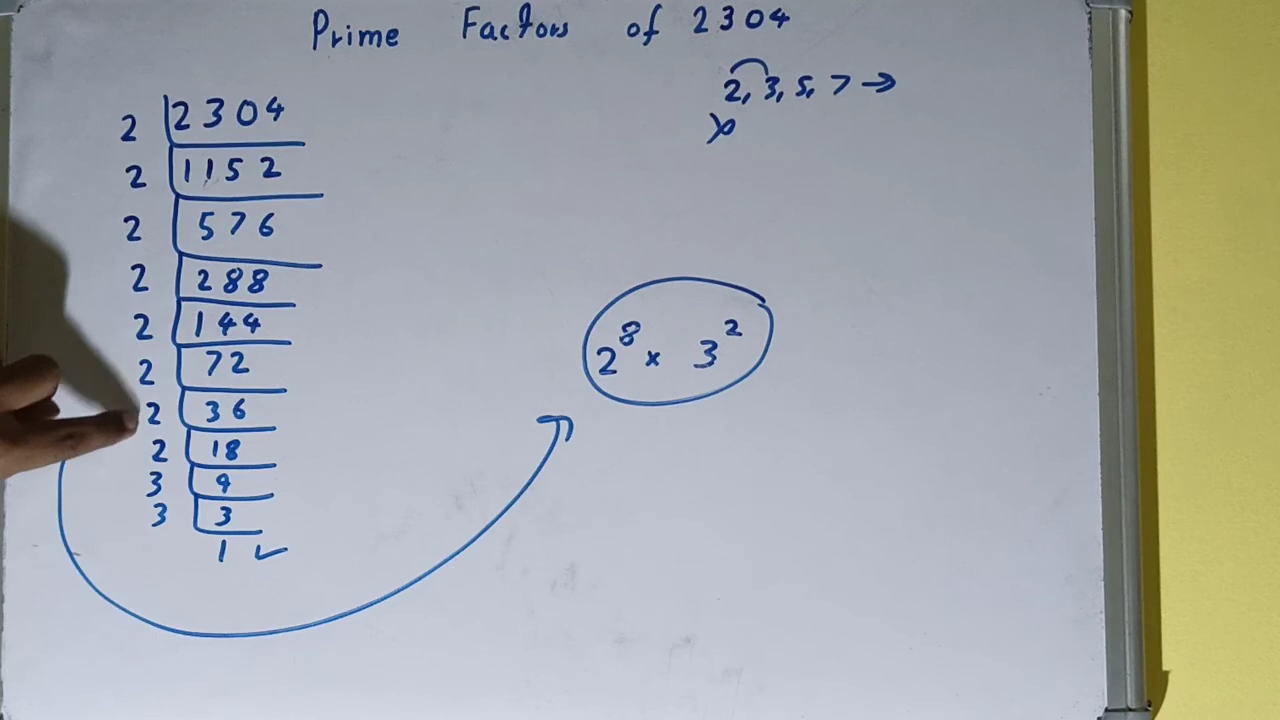 Prime Factors of 2304
2, 3, 5, 7 →
2 | 2304
2 | 1152
2 | 576
2 | 288
2 | 144
2 | 72
2 | 36
2 | 18
3 | 9
3 | 3
1 ✓
2⁸ × 3²